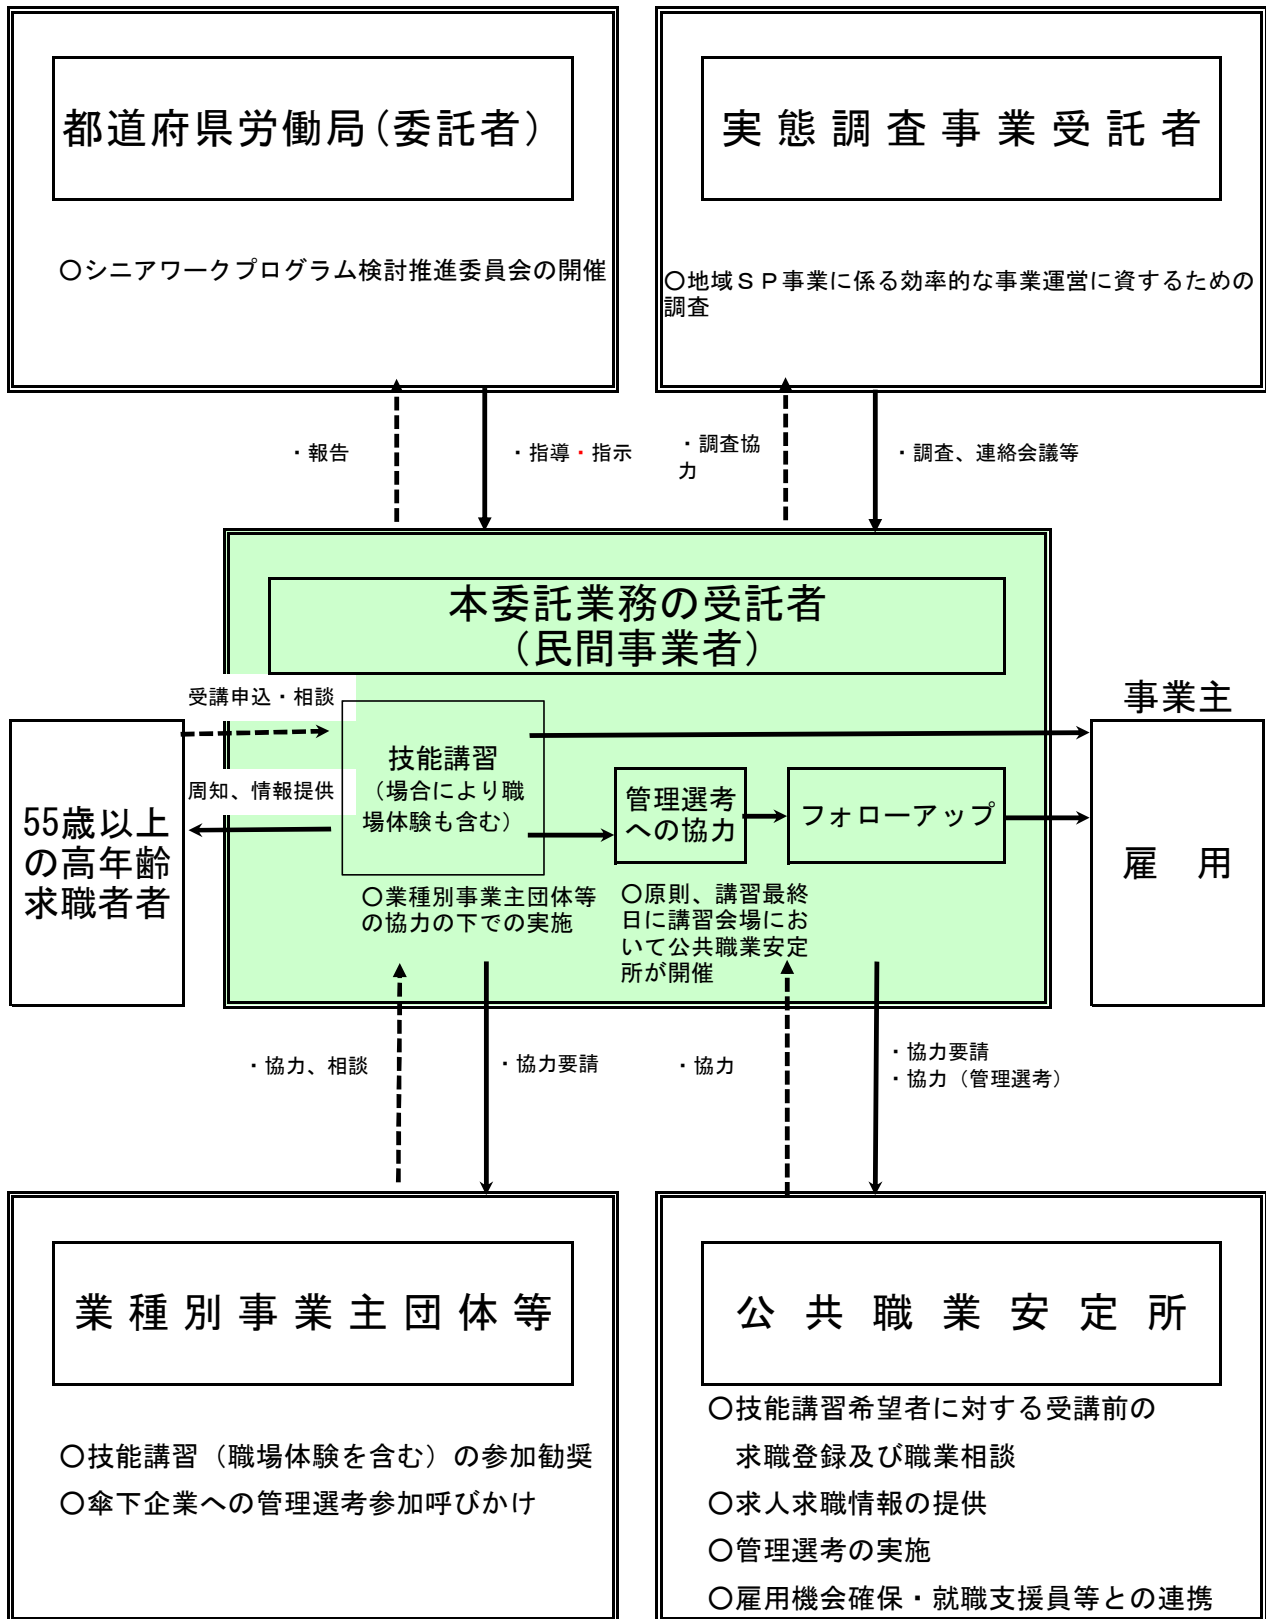 都道府県労働局(委託者)
〇シニアワークプログラム検討推進委員会の開催
実態調査事業受託者
〇地域ＳＰ事業に係る効率的な事業運営に資するための
調査
・報告
・指導・指示
・調査協
力
・調査、連絡会議等
本委託業務の受託者
（民間事業者）
受講申込・相談
周知、情報提供
55歳以上
の高年齢
求職者者
技能講習
（場合により職
場体験も含む）
〇業種別事業主団体等
の協力の下での実施
管理選考
への協力
〇原則、講習最終
日に講習会場にお
いて公共職業安定
所が開催
フォローアップ
事業主
雇　用
・協力、相談
・協力要請
・協力
・協力要請
・協力（管理選考）
業種別事業主団体等
〇技能講習（職場体験を含む）の参加勧奨
〇傘下企業への管理選考参加呼びかけ
公共職業安定所
〇技能講習希望者に対する受講前の
求職登録及び職業相談
〇求人求職情報の提供
〇管理選考の実施
〇雇用機会確保・就職支援員等との連携